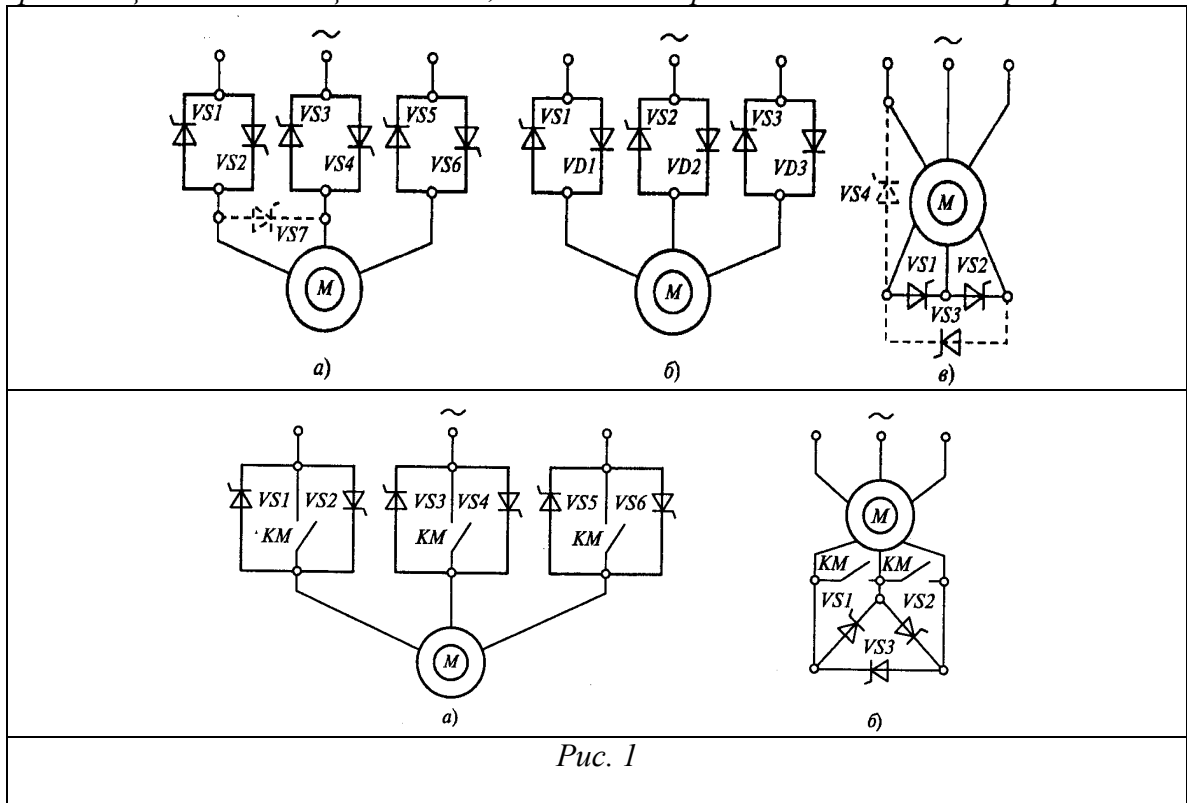 ~ ~ ~
VS1 VS3 VS5 VS1 VS2 VS3
VS2 VS4 VS6 VD1 VD2 VD3 VS4 M
VS7 VS1 VS2
M M VS3
а) б) в)
~ ~
VS1 VS2 VS3 VS4 VS5 VS6 M
KM KM KM KM KM
VS1 VS2
VS3
M
а) б)
Рис. 1